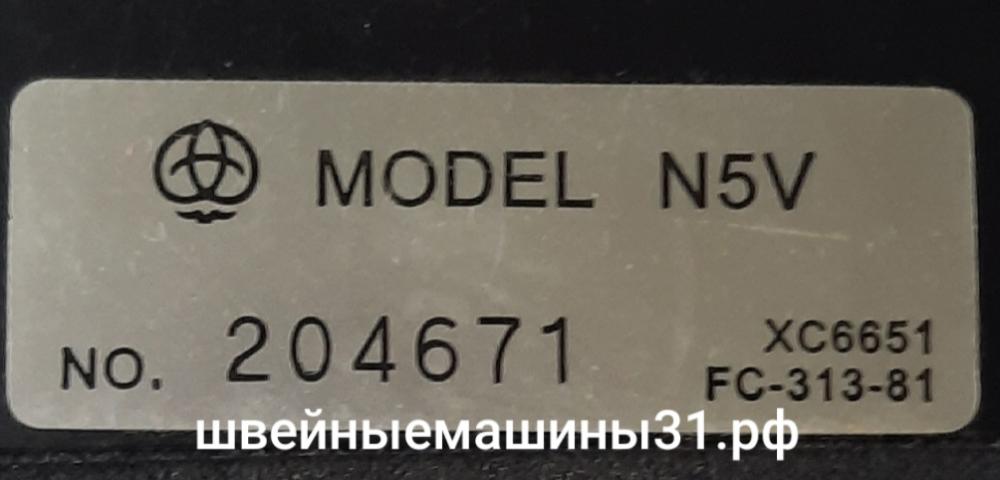 MODEL N5V
NO. 204671
XC6651
FC-313-81
швейныемашины31.рф